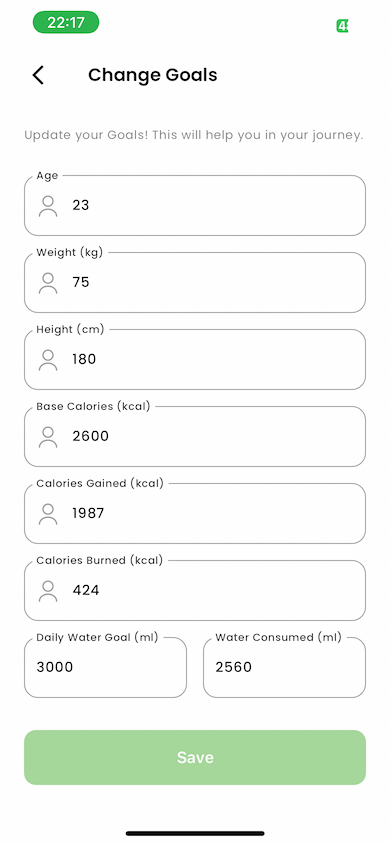 22:17
Change Goals
Update your Goals! This will help you in your journey.
Age
23
Weight (kg)
75
Height (cm)
180
Base Calories (kcal)
2600
Calories Gained (kcal)
1987
Calories Burned (kcal)
424
Daily Water Goal (ml)
3000
Water Consumed (ml)
2560
Save